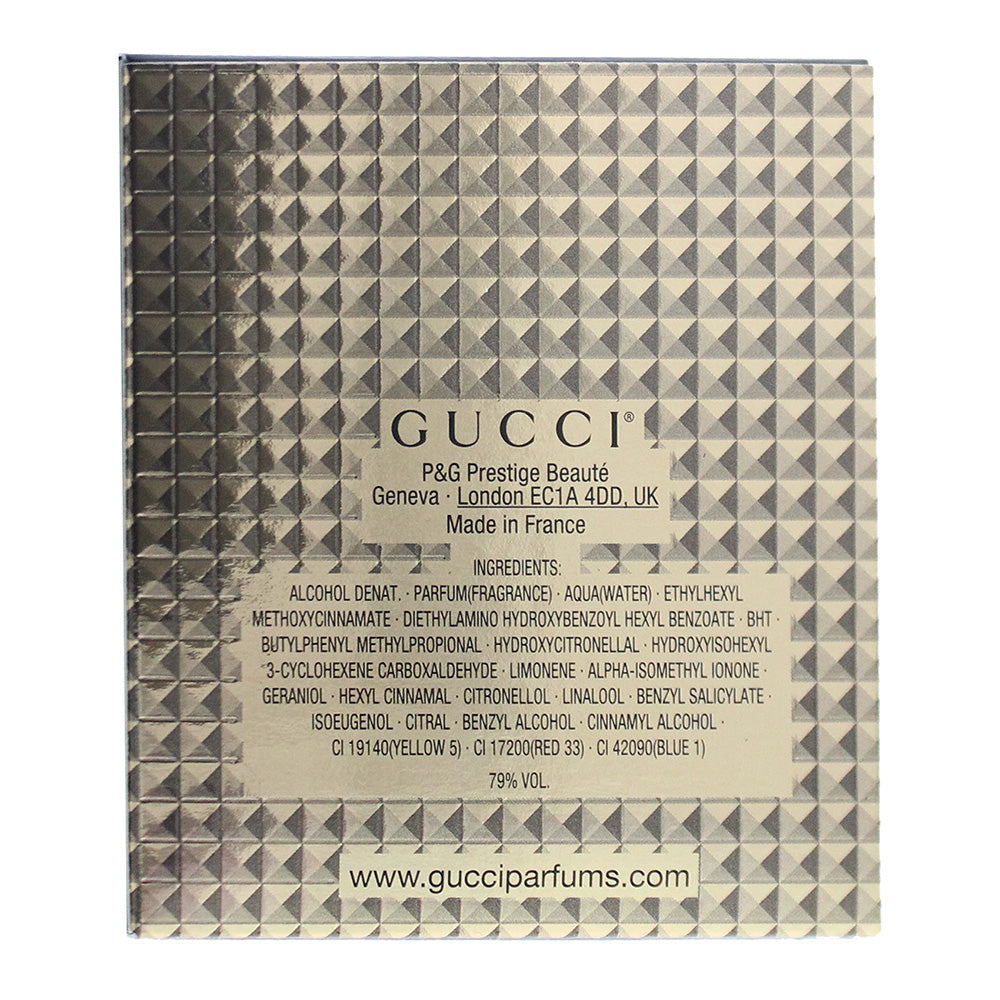 GUCCI®
P&G Prestige Beauté
Geneva · London EC1A 4DD, UK
Made in France
INGREDIENTS:
ALCOHOL DENAT. · PARFUM(FRAGRANCE) · AQUA(WATER) · ETHYLHEXYL
METHOXYCINNAMATE · DIETHYLAMINO HYDROXYBENZOYL HEXYL BENZOATE · BHT ·
BUTYLPHENYL METHYLPROPIONAL · HYDROXYCITRONELLAL · HYDROXYISOHEXYL
3-CYCLOHEXENE CARBOXALDEHYDE · LIMONENE · ALPHA-ISOMETHYL IONONE ·
GERANIOL · HEXYL CINNAMAL · CITRONELLOL · LINALOOL · BENZYL SALICYLATE ·
ISOEUGENOL · CITRAL · BENZYL ALCOHOL · CINNAMYL ALCOHOL ·
CI 19140(YELLOW 5) · CI 17200(RED 33) · CI 42090(BLUE 1)
79% VOL.
www.gucciparfums.com